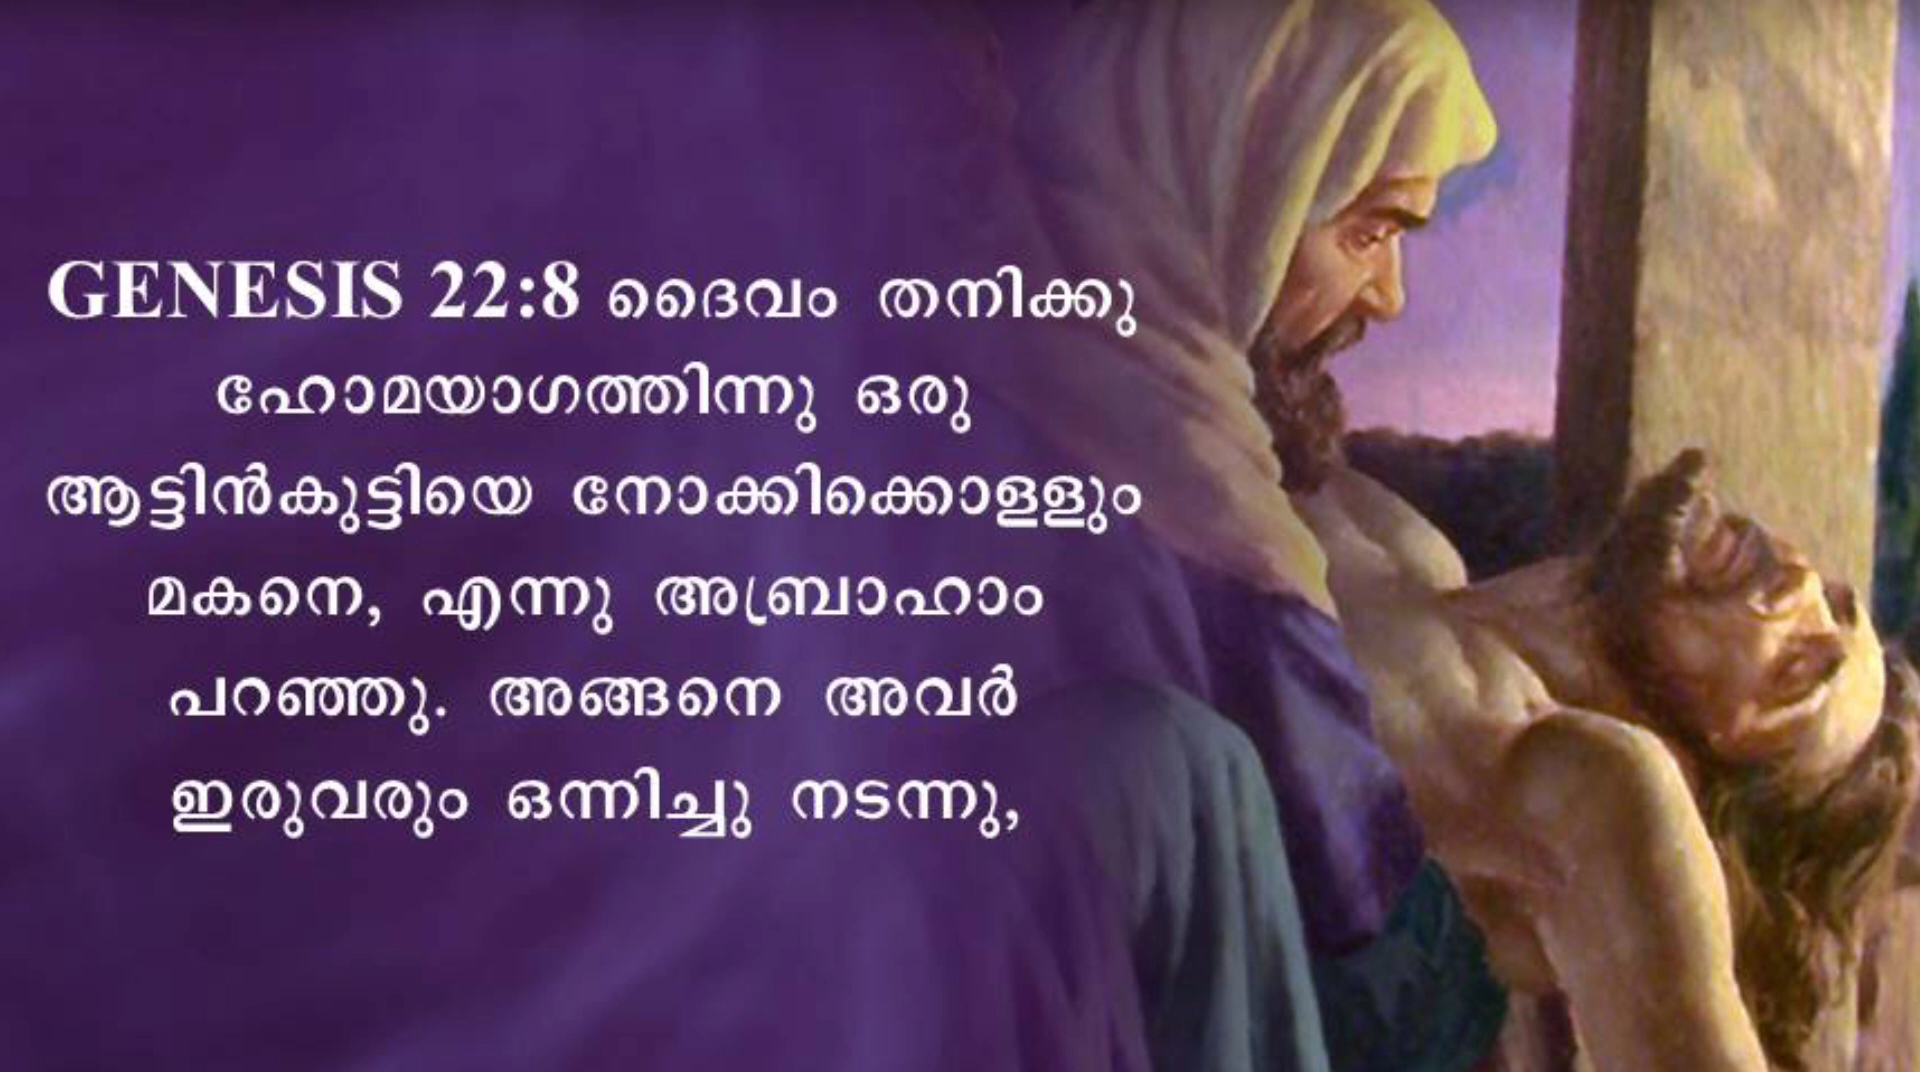 GENESIS 22:8 ദൈവം തനിക്കു
ഹോമയാഗത്തിന്നു ഒരു
ആട്ടിൻകുട്ടിയെ നോക്കിക്കൊളളും
മകനെ, എന്നു അബ്രാഹാം
പറഞ്ഞു. അങ്ങനെ അവർ
ഇരുവരും ഒന്നിച്ചു നടന്നു,